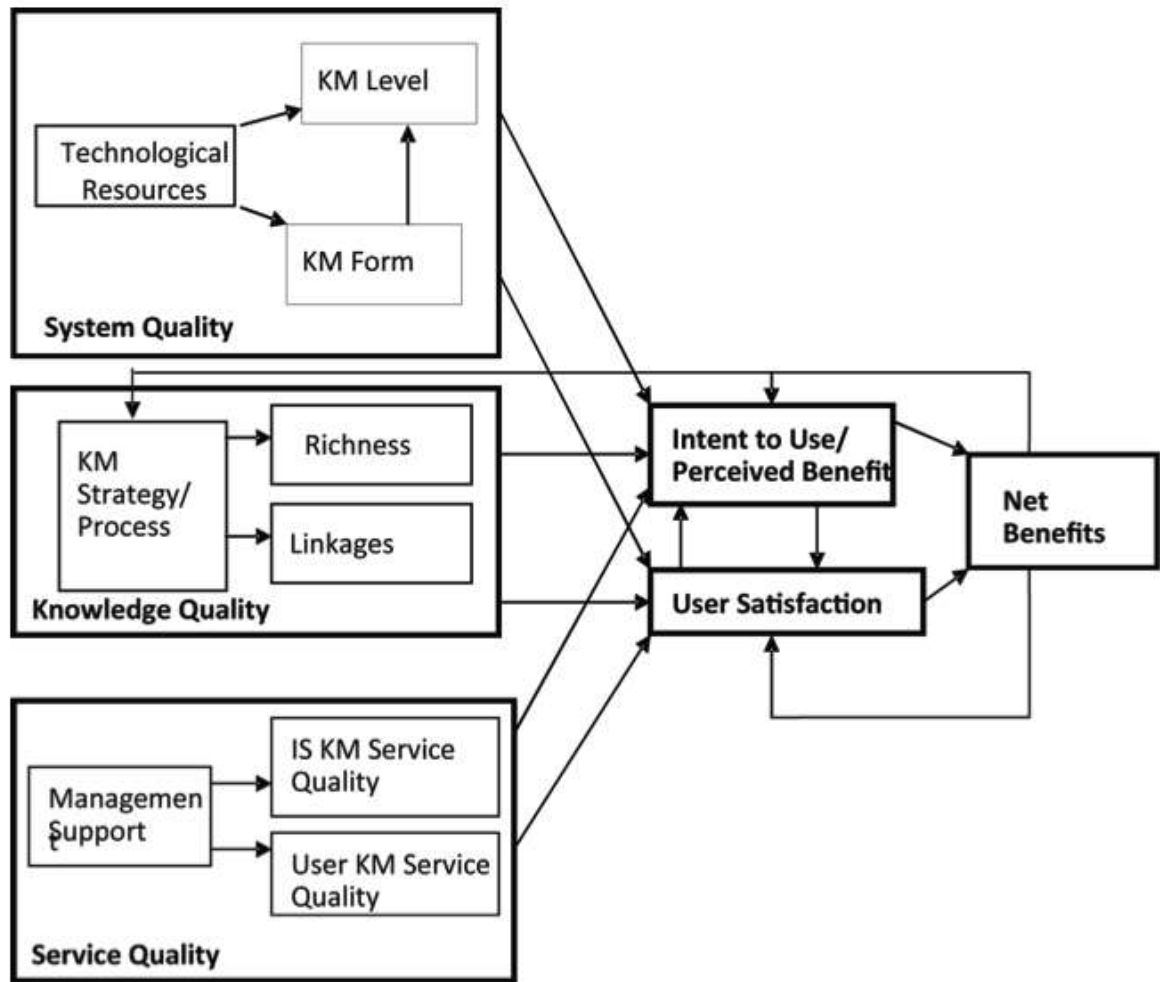 KM Level
Technological
Resources
KM Form
System Quality
KM
Strategy/
Process
Richness
Linkages
Knowledge Quality
Intent to Use/
Perceived Benefit
User Satisfaction
Net
Benefits
Managemen
t
Support
IS KM Service
Quality
User KM Service
Quality
Service Quality